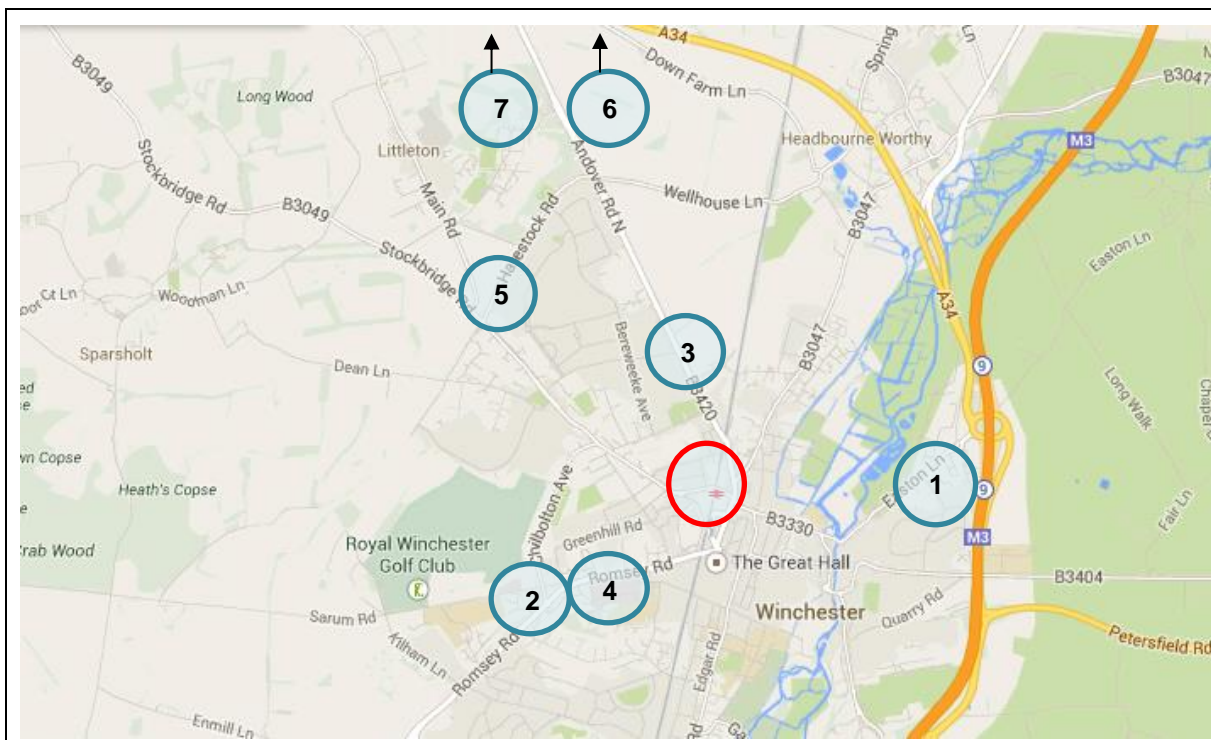 A34
Spring
Ln
B3049
Down Farm Ln
B3047
Long Wood
7
6
Littleton
Andover Rd N
Headbourne Worthy
M3
Stockbridge Rd
B3049
Main Rd
Harestock Rd
Wellhouse Ln
B3047
Easton Ln
Stockbridge Rd
5
Woodman Ln
Ln
A34
Sparsholt
Dean Ln
Bereweeke Ave
3
B3047
9
B3420
Long Walk
Copse
Heath's Copse
Easton Ln
1
9
Fair Ln
Crab Wood
Royal Winchester
Golf Club
Chilbolton Ave
Greenhill Rd
B3330
M3
The Great Hall
Romsey Rd
2
4
B3404
Sarum Rd
Winchester
Quarry Rd
Kilham Ln
Romsey Ro
Edgar Rd
Petersfield Rd
Enmill Ln
Rd